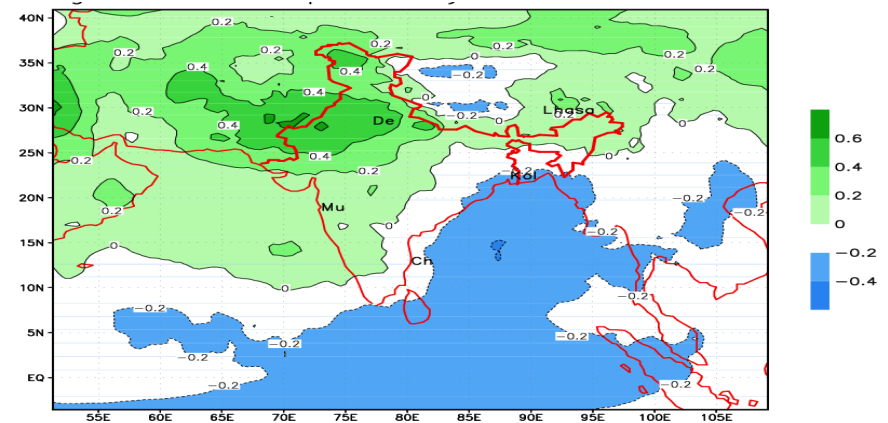 40N
35N
30N
25N
20N
15N
10N
5N
EQ
55E 60E 65E 70E 75E 80E 85E 90E 95E 100E 105E
0.2 0.2 0.2 0.2 0.2
0.2 0.2 0.4 0.4 0 −0.2 0.2
0.4 0 −0.2 Lhasa
0.2 0.4 De 0 0.2 0
0.2 0.4 0.2 −0.2 Kol
0.2 Mu 0 −0.2 −0.2
0 −0.2
0 Ch −0.2
−0.2 −0.2 −0.2
−0.2 −0.2 −0.2
0.6
0.4
0.2
0
−0.2
−0.4